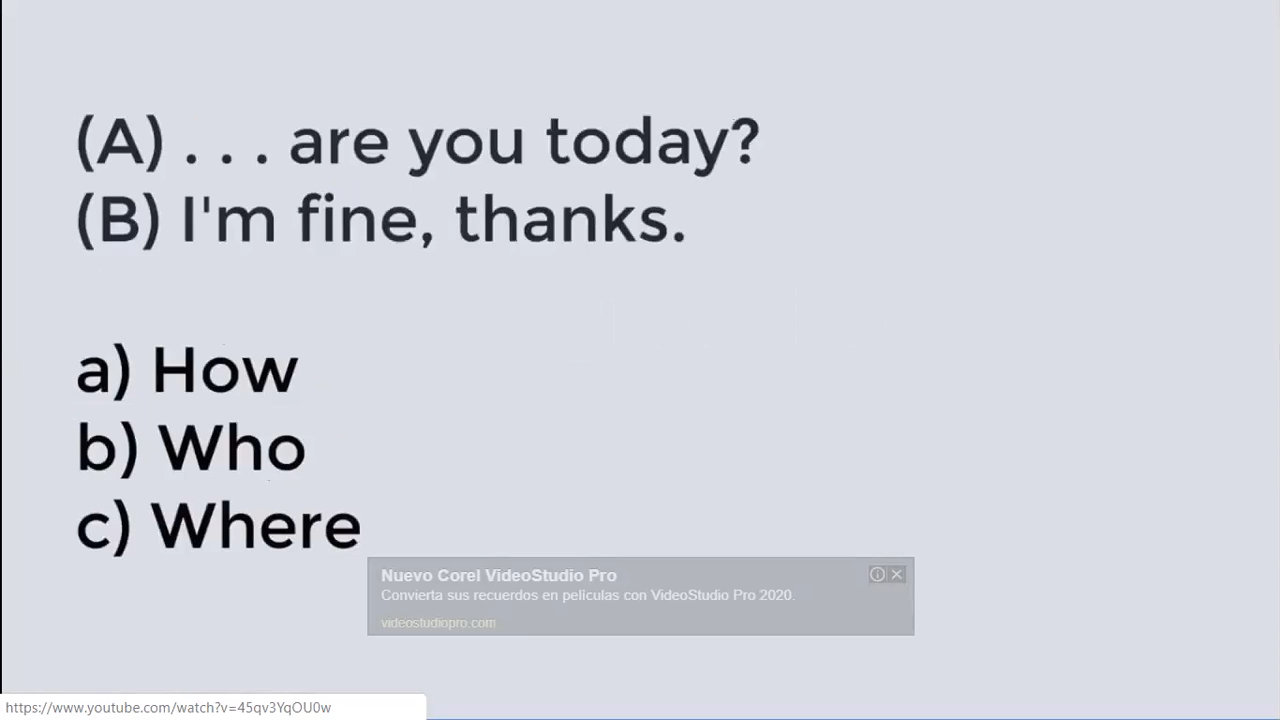 (A) . . . are you today?
(B) I'm fine, thanks.
a) How
b) Who
c) Where
Nuevo Corel VideoStudio Pro
Convierta sus recuerdos en películas con VideoStudio Pro 2020.
videostudiopro.com
https://www.youtube.com/watch?v=45qv3YqOU0w